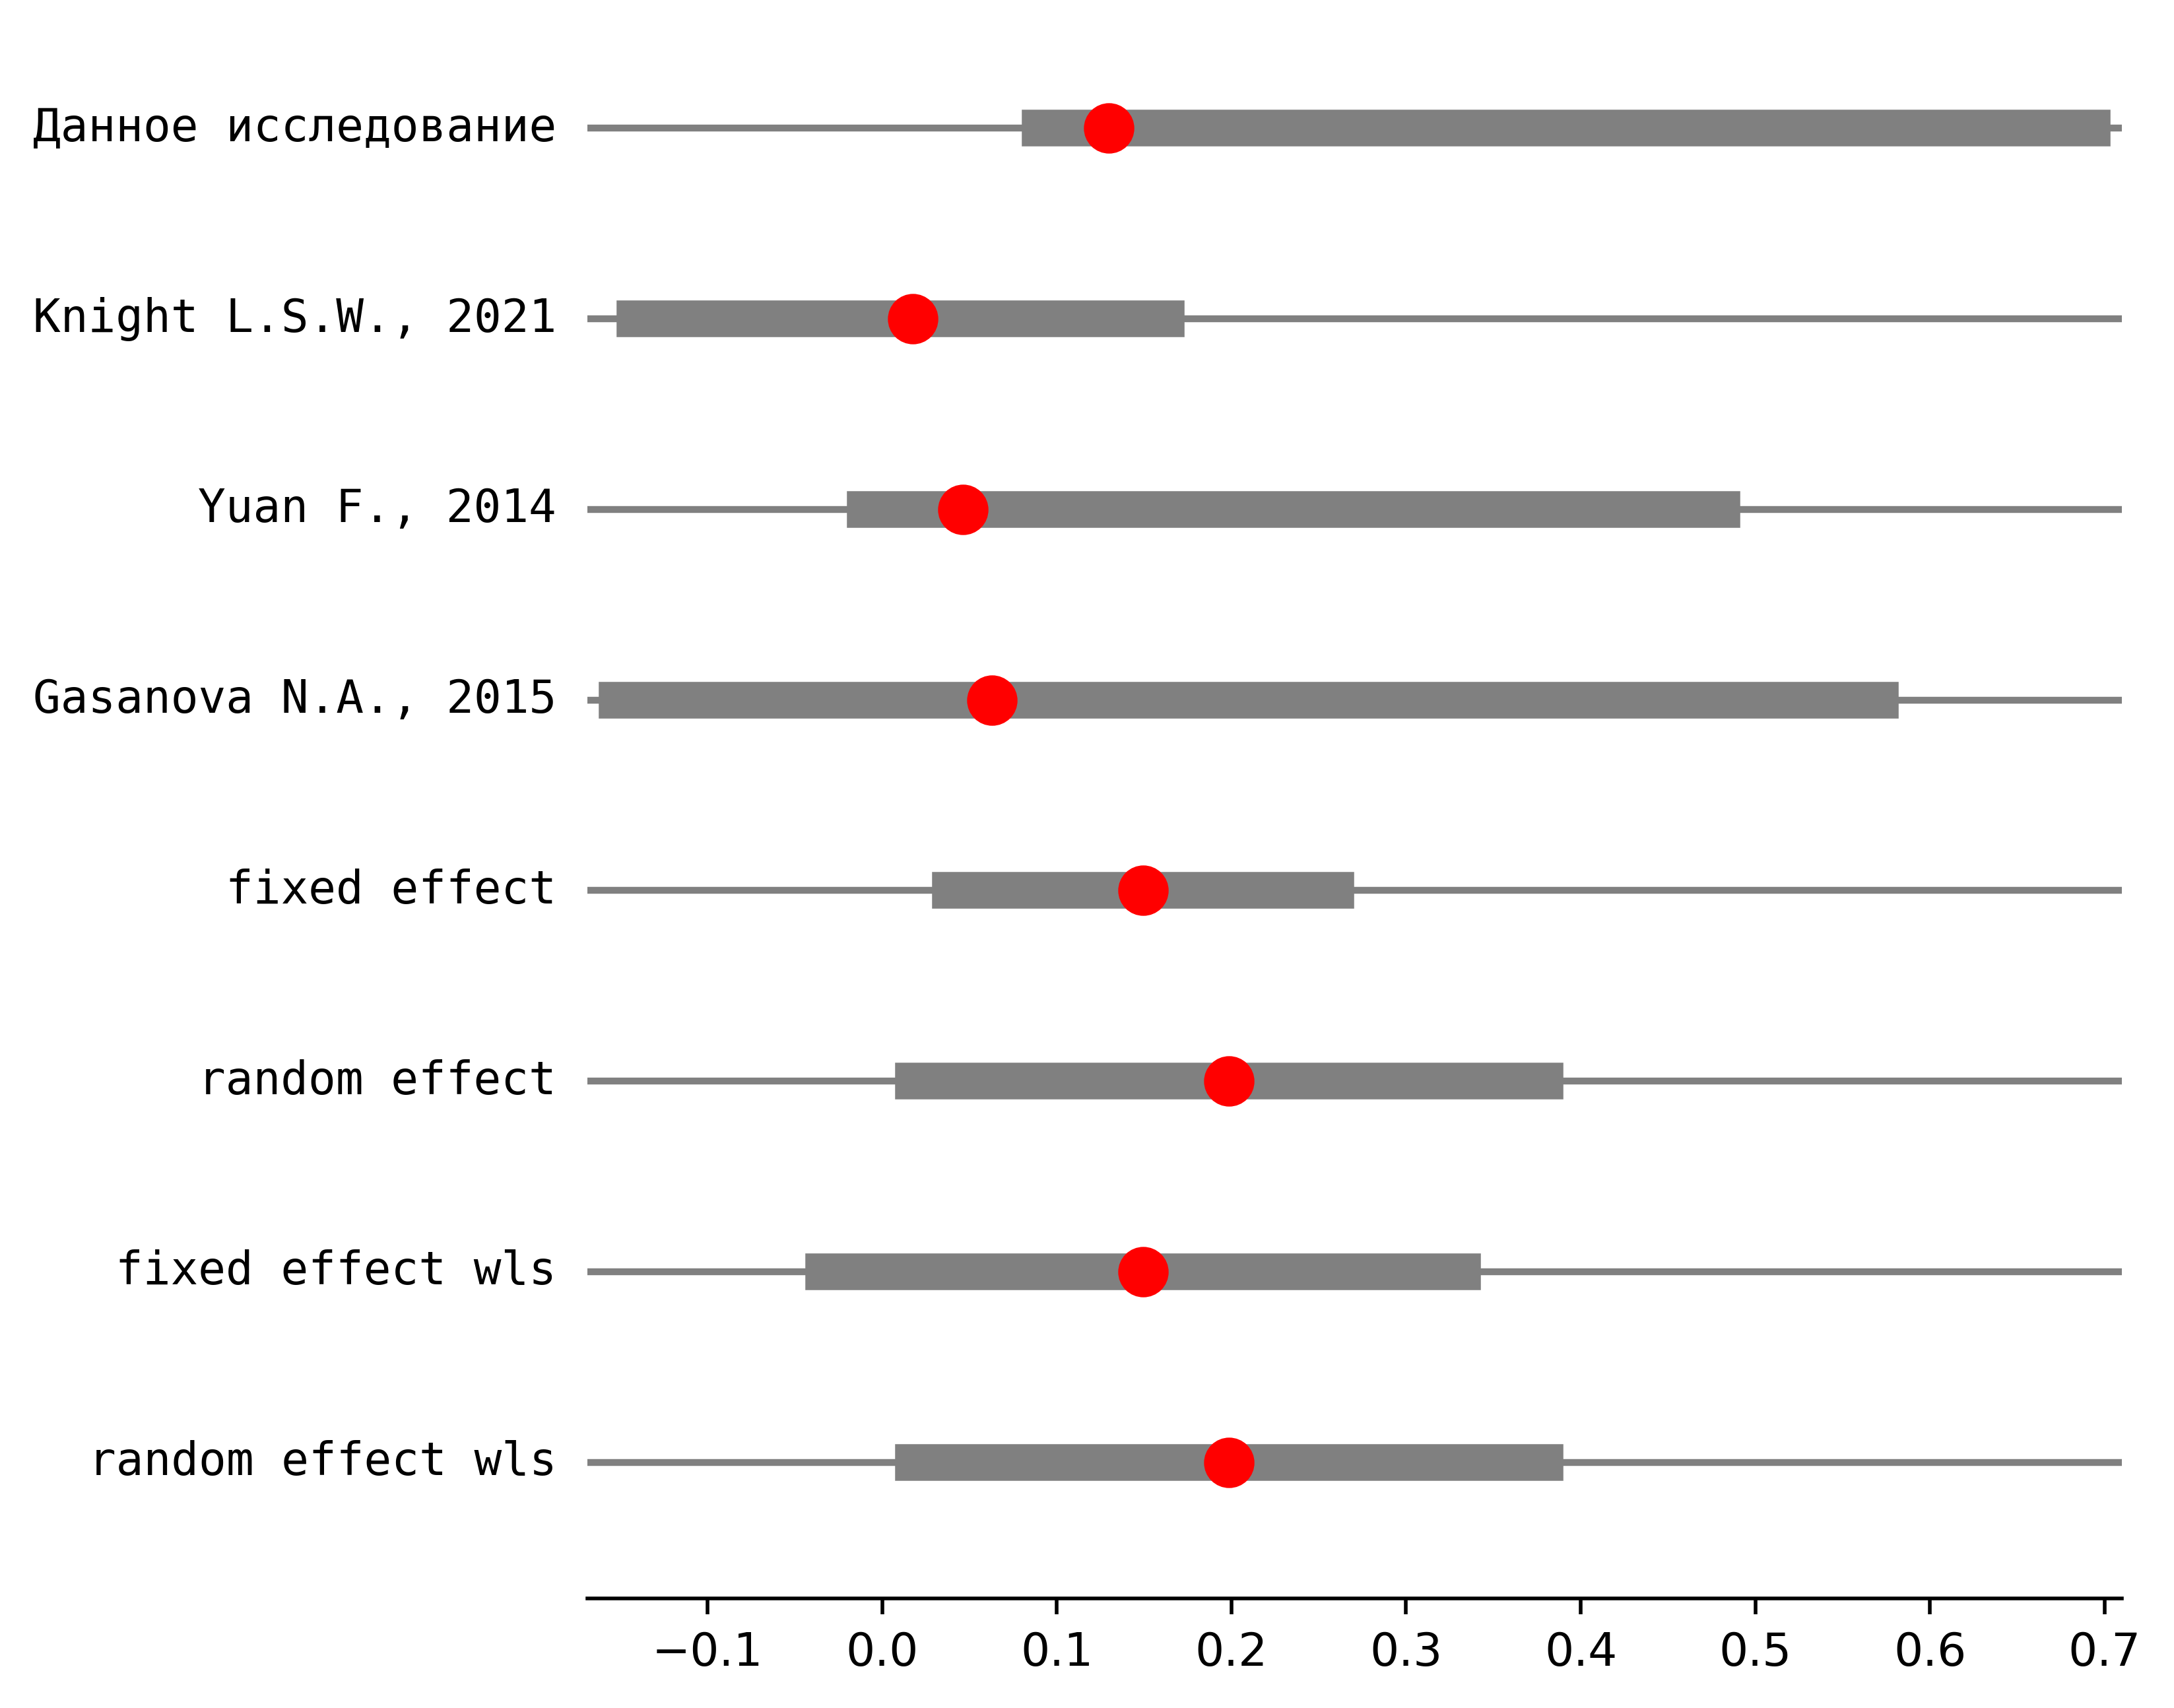 Данное исследование
Knight L.S.W., 2021
Yuan F., 2014
Gasanova N.A., 2015
fixed effect
random effect
fixed effect wls
random effect wls
−0.1 0.0 0.1 0.2 0.3 0.4 0.5 0.6 0.7